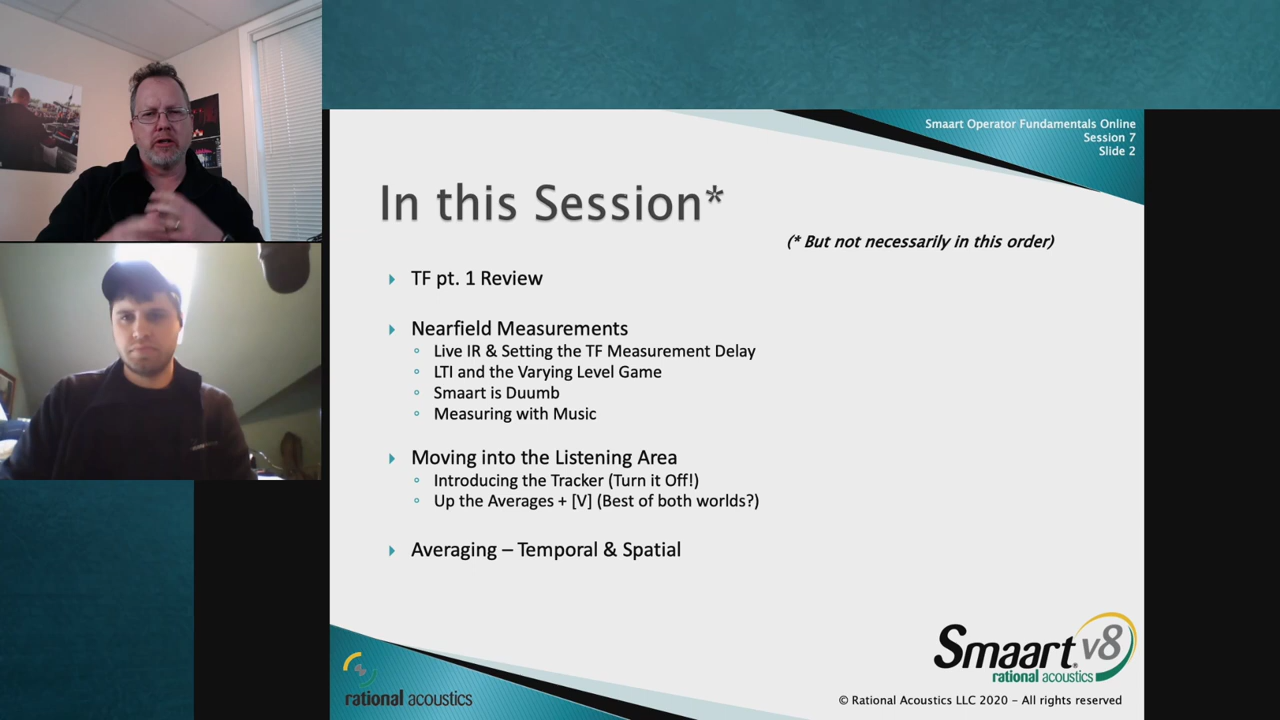 Smaart Operator Fundamentals Online
Session 7
Slide 2
In this Session*
(* But not necessarily in this order)
TF pt. 1 Review
Nearfield Measurements
Live IR & Setting the TF Measurement Delay
LTI and the Varying Level Game
Smaart is Duumb
Measuring with Music
Moving into the Listening Area
Introducing the Tracker (Turn it Off!)
Up the Averages + [V] (Best of both worlds?)
Averaging – Temporal & Spatial
Smaart® v8
rational acoustics
rational acoustics
© Rational Acoustics LLC 2020 – All rights reserved